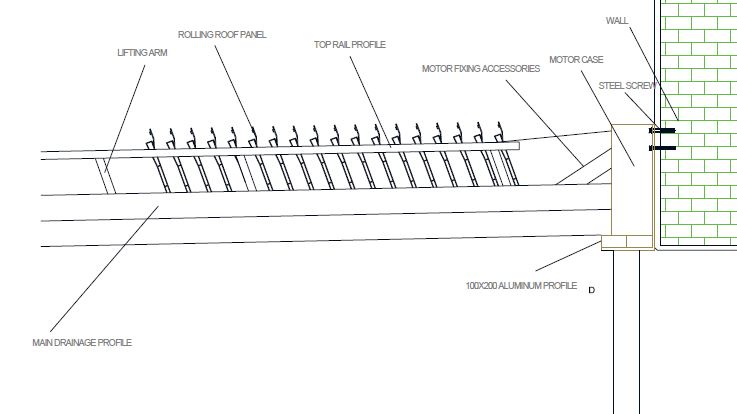 WALL
ROLLING ROOF PANEL
TOP RAIL PROFILE
LIFTING ARM
MOTOR CASE
MOTOR FIXING ACCESSORIES
STEEL SCREW
100X200 ALUMINUM PROFILE
D
MAIN DRAINAGE PROFILE